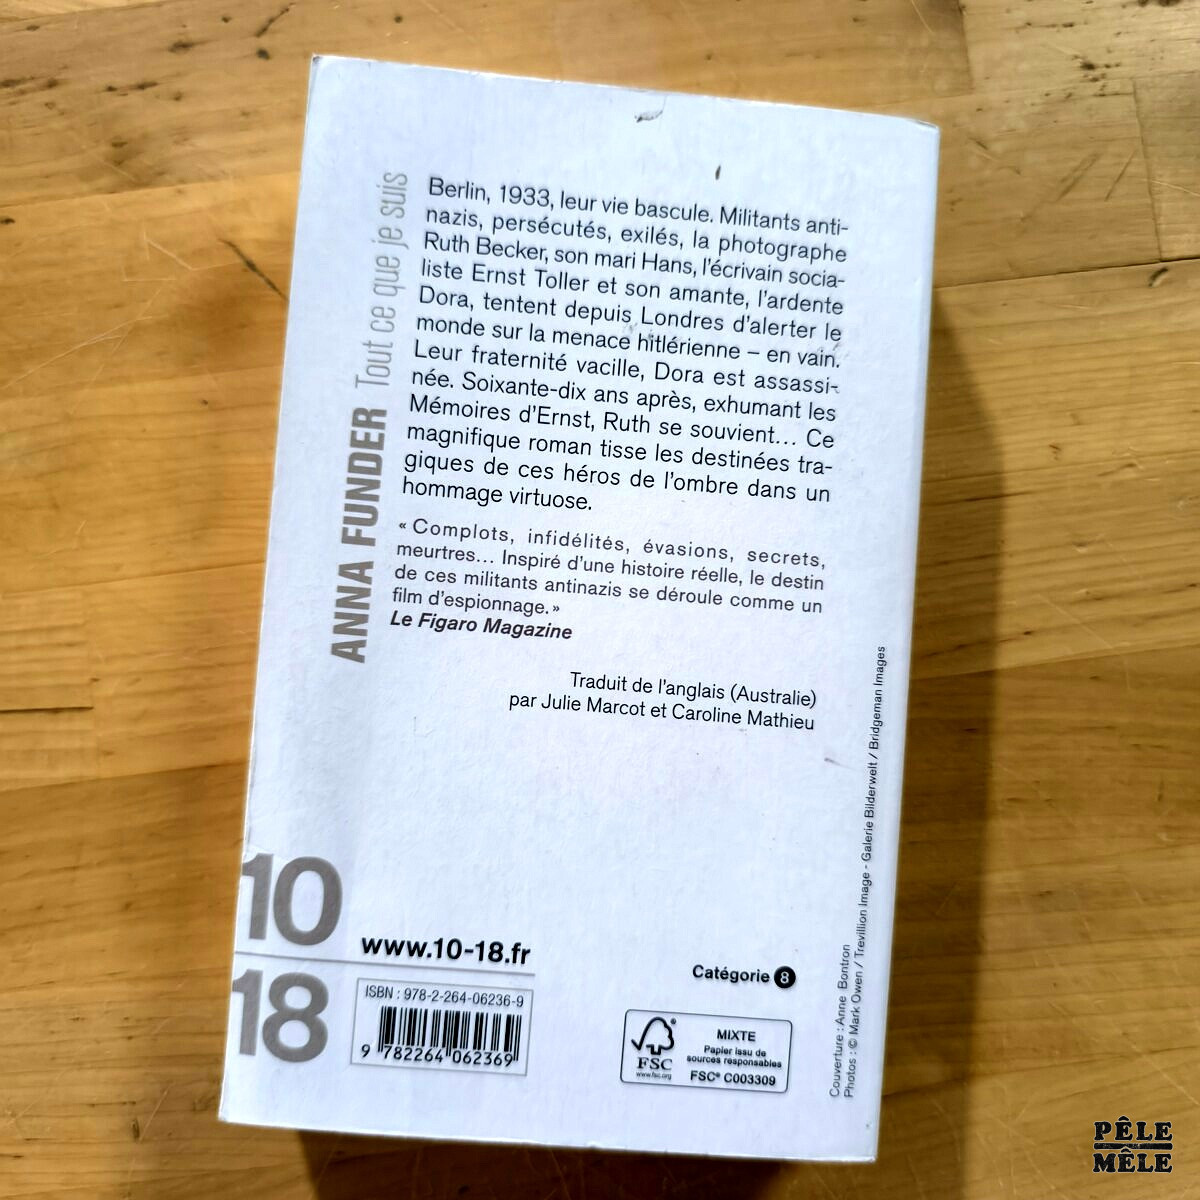 ANNA FUNDER Tout ce que je suis
Berlin, 1933, leur vie bascule. Militants anti-
nazis, persécutés, exilés, la photographe
Ruth Becker, son mari Hans, l'écrivain socia-
liste Ernst Toller et son amante, l'ardente
Dora, tentent depuis Londres d'alerter le
monde sur la menace hitlérienne – en vain.
Leur fraternité vacille, Dora est assassi-
née. Soixante-dix ans après, exhumant les
Mémoires d'Ernst, Ruth se souvient... Ce
magnifique roman tisse les destinées tra-
giques de ces héros de l'ombre dans un
hommage virtuose.
« Complots, infidélités, évasions, secrets,
meurtres... Inspiré d'une histoire réelle, le destin
de ces militants antinazis se déroule comme un
film d'espionnage. »
Le Figaro Magazine
Traduit de l'anglais (Australie)
par Julie Marcot et Caroline Mathieu
10
18
www.10-18.fr
ISBN : 978-2-264-06236-9
9 782264 062369
Catégorie 8
FSC
www.fsc.org
MIXTE
Papier issu de
sources responsables
FSC® C003309
Couverture : Anne Bontron
Photos : © Mark Owen / Trevillion Image - Galerie Bilderwelt / Bridgeman Images
PÊLE
MÊLE